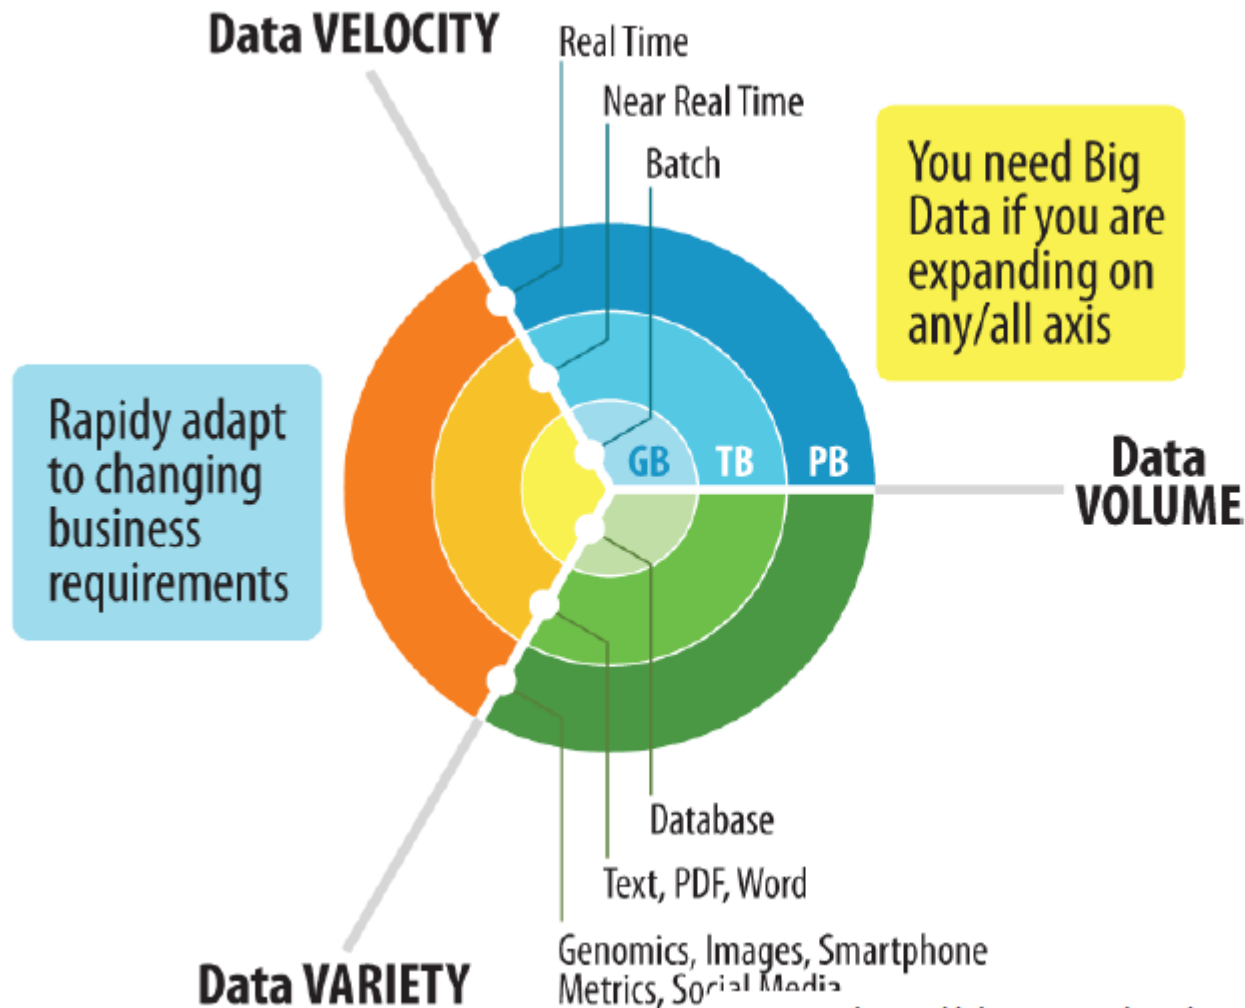 Data VELOCITY
Real Time
Near Real Time
Batch
You need Big
Data if you are
expanding on
any/all axis
Rapidy adapt
to changing
business
requirements
GB TB PB
Data
VOLUME
Database
Text, PDF, Word
Genomics, Images, Smartphone
Metrics, Social Media
Data VARIETY